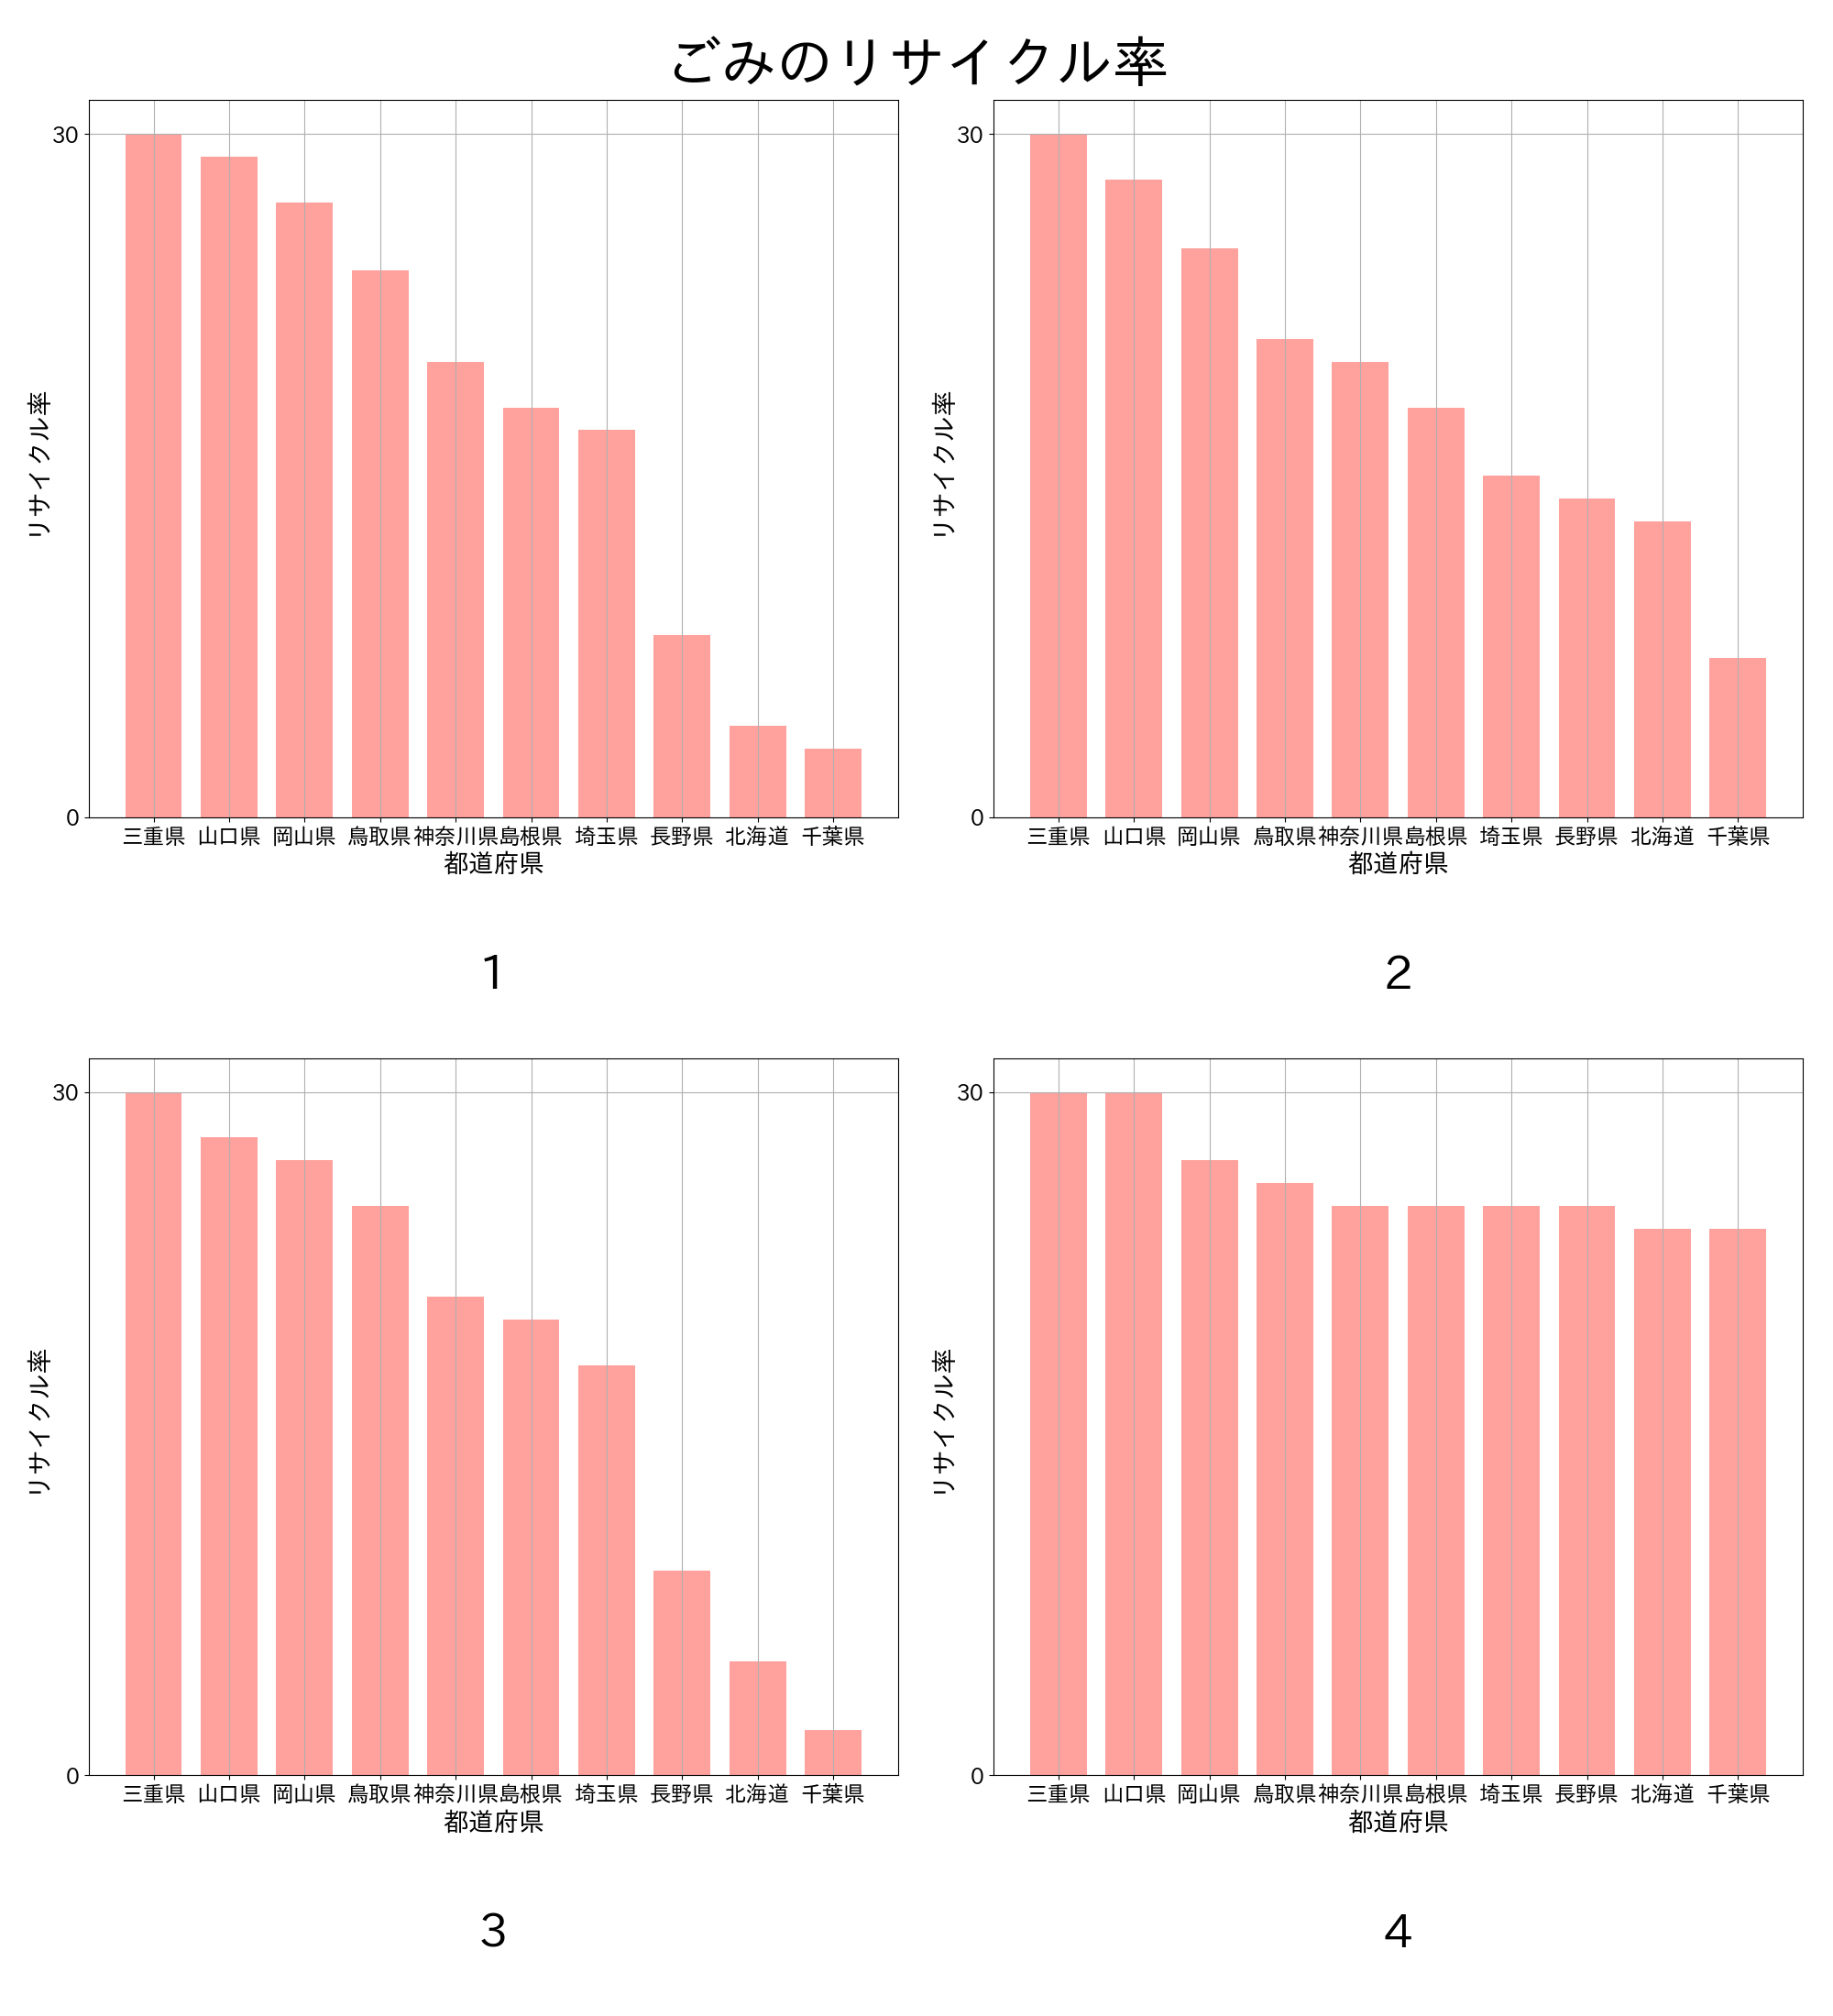 ごみのリサイクル率
30
0
リサイクル率
三重県 山口県 岡山県 鳥取県 神奈川県 島根県 埼玉県 長野県 北海道 千葉県
都道府県
1
30
0
リサイクル率
三重県 山口県 岡山県 鳥取県 神奈川県 島根県 埼玉県 長野県 北海道 千葉県
都道府県
2
30
0
リサイクル率
三重県 山口県 岡山県 鳥取県 神奈川県 島根県 埼玉県 長野県 北海道 千葉県
都道府県
3
30
0
リサイクル率
三重県 山口県 岡山県 鳥取県 神奈川県 島根県 埼玉県 長野県 北海道 千葉県
都道府県
4